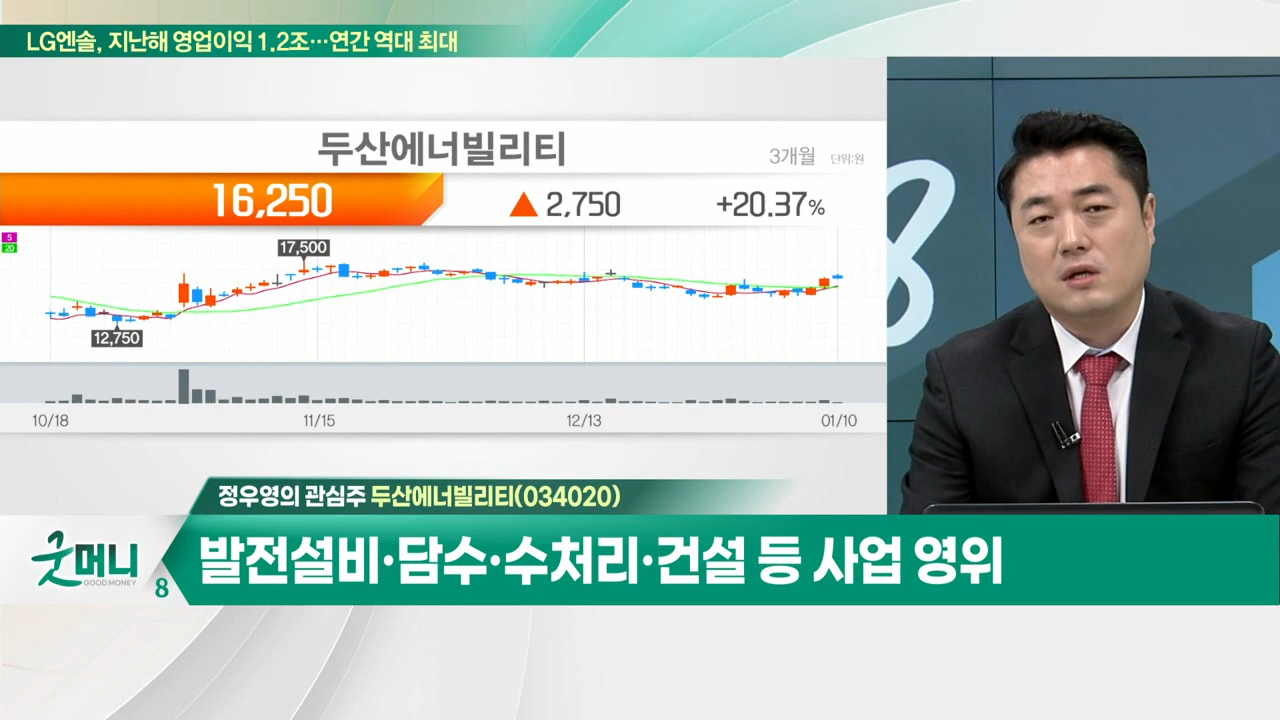 LG엔솔, 지난해 영업이익 1.2조…연간 역대 최대
두산에너빌리티
3개월 단위:원
16,250 ▲ 2,750 +20.37%
5
20
17,500
12,750
10/18 11/15 12/13 01/10
정우영의 관심주 두산에너빌리티(034020)
굿머니
GOOD MONEY
8
발전설비·담수·수처리·건설 등 사업 영위